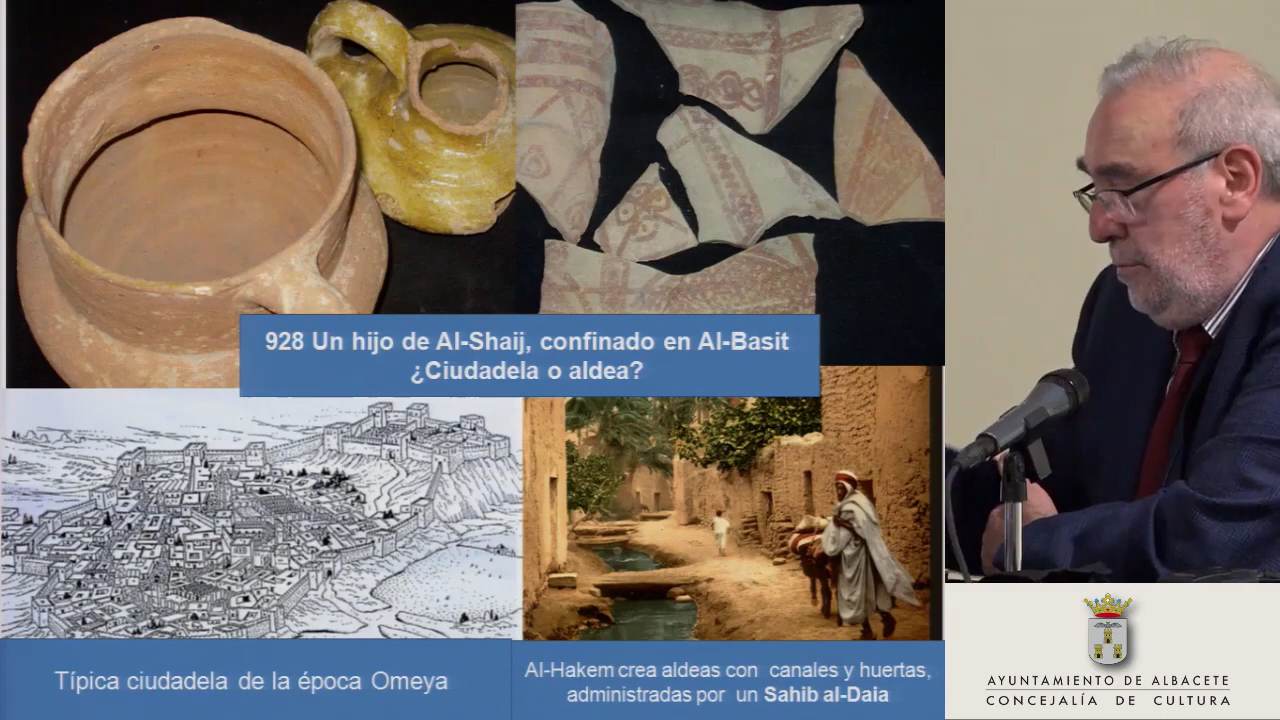 928 Un hijo de Al-Shaij, confinado en Al-Basit
¿Ciudadela o aldea?
Típica ciudadela de la época Omeya
Al-Hakem crea aldeas con canales y huertas,
administradas por un Sahib al-Daia
AYUNTAMIENTO DE ALBACETE
CONCEJALÍA DE CULTURA